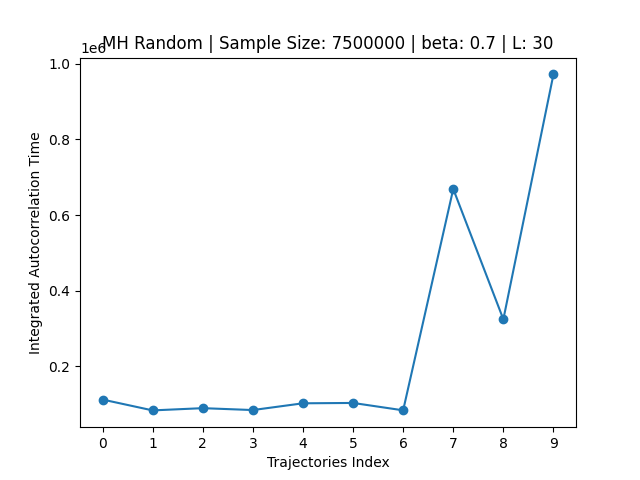 MH Random | Sample Size: 7500000 | beta: 0.7 | L: 30
1e6
1.0
0.8
0.6
0.4
0.2
Integrated Autocorrelation Time
0 1 2 3 4 5 6 7 8 9
Trajectories Index